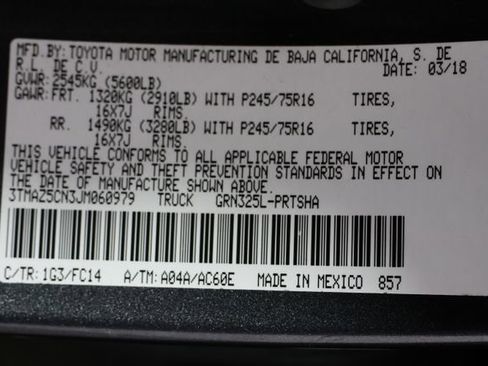 MFD.BY:TOYOTA MOTOR MANUFACTURING DE BAJA CALIFORNIA, S. DE
R.L. DE C.V. DATE: 03/18
GVWR: 2545KG (5600LB)
GAWR:FRT. 1320KG (2910LB) WITH P245/75R16 TIRES,
16X7J RIMS.
RR. 1490KG (3280LB) WITH P245/75R16 TIRES,
16X7J RIMS.
THIS VEHICLE CONFORMS TO ALL APPLICABLE FEDERAL MOTOR
VEHICLE SAFETY AND THEFT PREVENTION STANDARDS IN EFFECT ON
THE DATE OF MANUFACTURE SHOWN ABOVE.
3TMAZ5CN3JM060979 TRUCK GRN325L-PRTSHA
C/TR:1G3/FC14 A/TM:A04A/AC60E MADE IN MEXICO 857